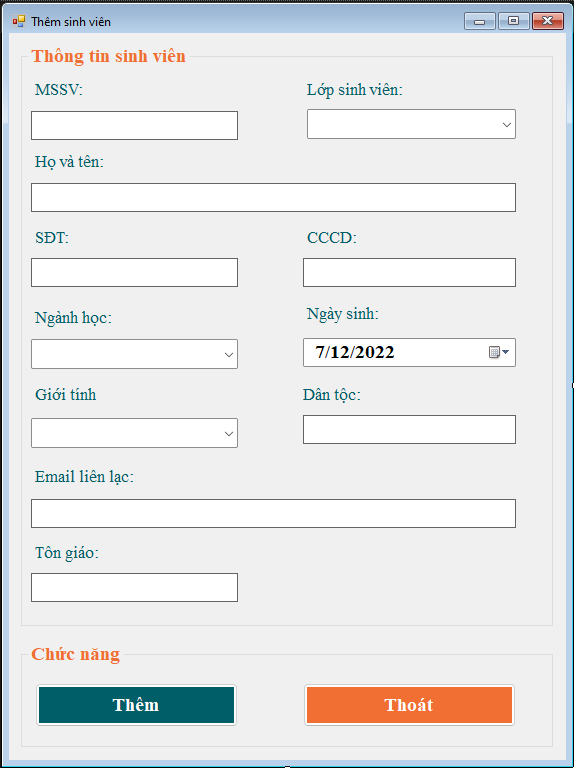 Thêm sinh viên
Thông tin sinh viên
MSSV:
Lớp sinh viên:
Họ và tên:
SĐT:
CCCD:
Ngành học:
Ngày sinh:
7/12/2022
Giới tính
Dân tộc:
Email liên lạc:
Tôn giáo:
Chức năng
Thêm
Thoát